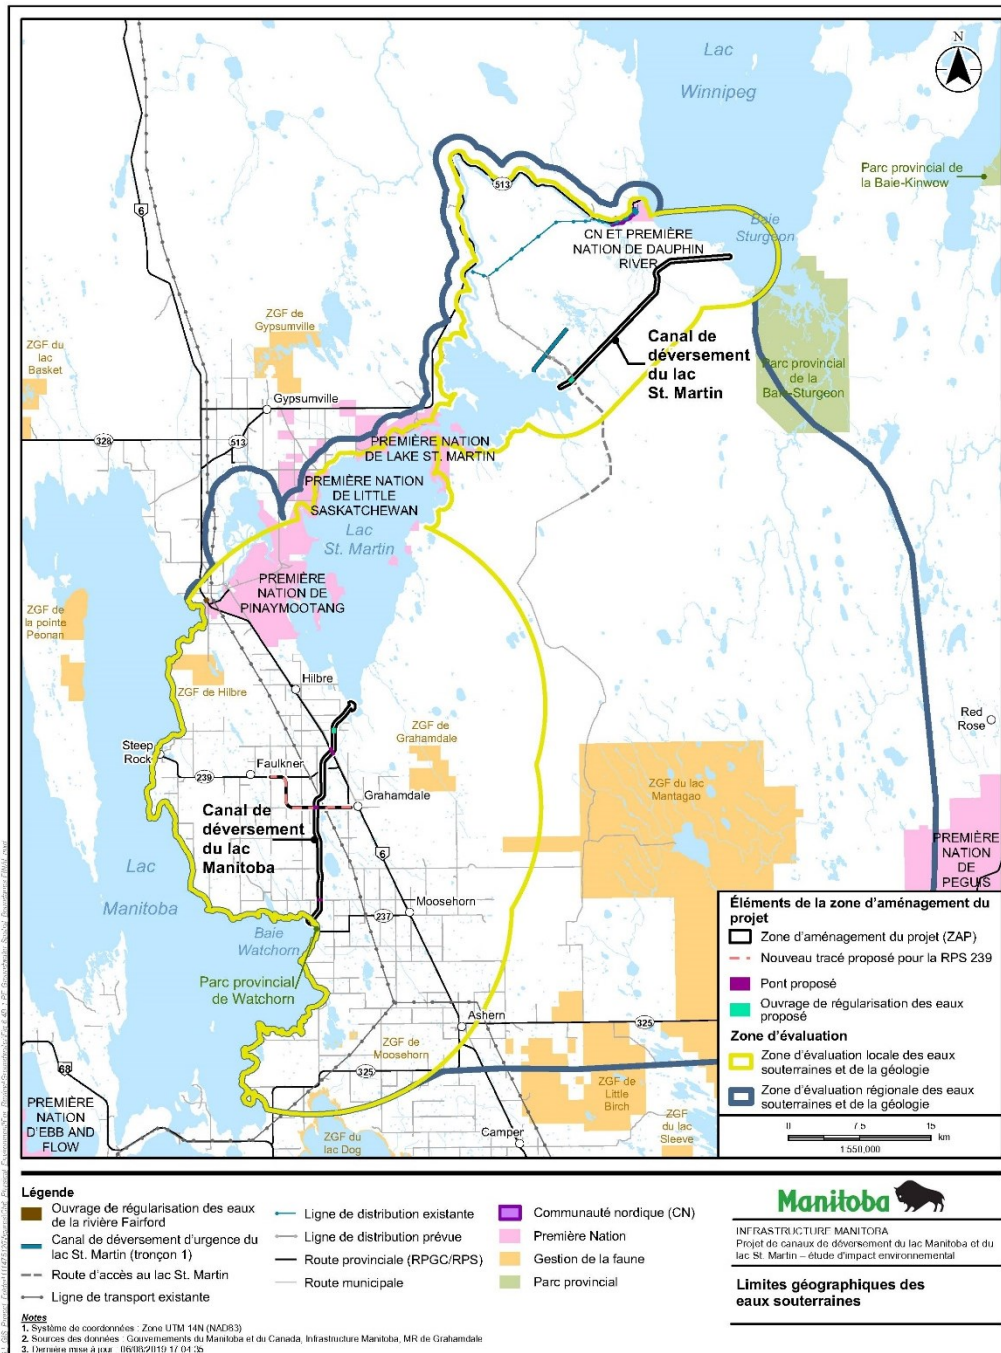 N
Lac
Winnipeg
Parc provincial de
la Baie-Kinwow
6
513
Baie
Sturgeon
CN ET PREMIÈRE
NATION DE DAUPHIN
RIVER
ZGF de
Gypsumville
ZGF du
lac
Basket
Canal de
déversement
du lac
St. Martin
Parc provincial
de la
Baie-Sturgeon
Gypsumville
328
513
PREMIÈRE NATION
DE LAKE ST. MARTIN
PREMIÈRE NATION
DE LITTLE
SASKATCHEWAN
Lac
St. Martin
PREMIÈRE
NATION DE
PINAYMOOTANG
ZGF de
la pointe
Peonan
ZGF de Hilbre
Hilbre
Red
Rose
Steep
Rock
ZGF de
Grahamdale
239
Faulkner
ZGF du lac
Mantagao
Grahamdale
Canal de
déversement
du lac
Manitoba
6
PREMIÈRE
NATION
DE
PEGUIS
Lac
Manitoba
Moosehorn
237
Baie
Watchorn
Parc provincial
de Watchorn
Ashern
325
ZGF de
Moosehorn
325
68
ZGF de
Little
Birch
PREMIÈRE
NATION
D'EBB AND
FLOW
ZGF du
lac Dog
Camper
ZGF
du lac
Sleeve
Éléments de la zone d'aménagement du
projet
Zone d'aménagement du projet (ZAP)
Nouveau tracé proposé pour la RPS 239
Pont proposé
Ouvrage de régularisation des eaux
proposé
Zone d'évaluation
Zone d'évaluation locale des eaux
souterraines et de la géologie
Zone d'évaluation régionale des eaux
souterraines et de la géologie
0 7 5 15
km
1 550,000
Légende
Ouvrage de régularisation des eaux
de la rivière Fairford
Canal de déversement d'urgence du
lac St. Martin (tronçon 1)
Route d'accès au lac St. Martin
Ligne de transport existante
Ligne de distribution existante
Ligne de distribution prévue
Route provinciale (RPGC/RPS)
Route municipale
Communauté nordique (CN)
Première Nation
Gestion de la faune
Parc provincial
Manitoba
INFRASTRUCTURE MANITOBA
Projet de canaux de déversement du lac Manitoba et du
lac St. Martin – étude d'impact environnemental
Limites géographiques des
eaux souterraines
Notes
1. Système de coordonnées : Zone UTM 14N (NAD83)
2. Sources des données : Gouvernements du Manitoba et du Canada, Infrastructure Manitoba, MR de Grahamdale
3. Dernière mise à jour : 06/08/2019 17 04 35